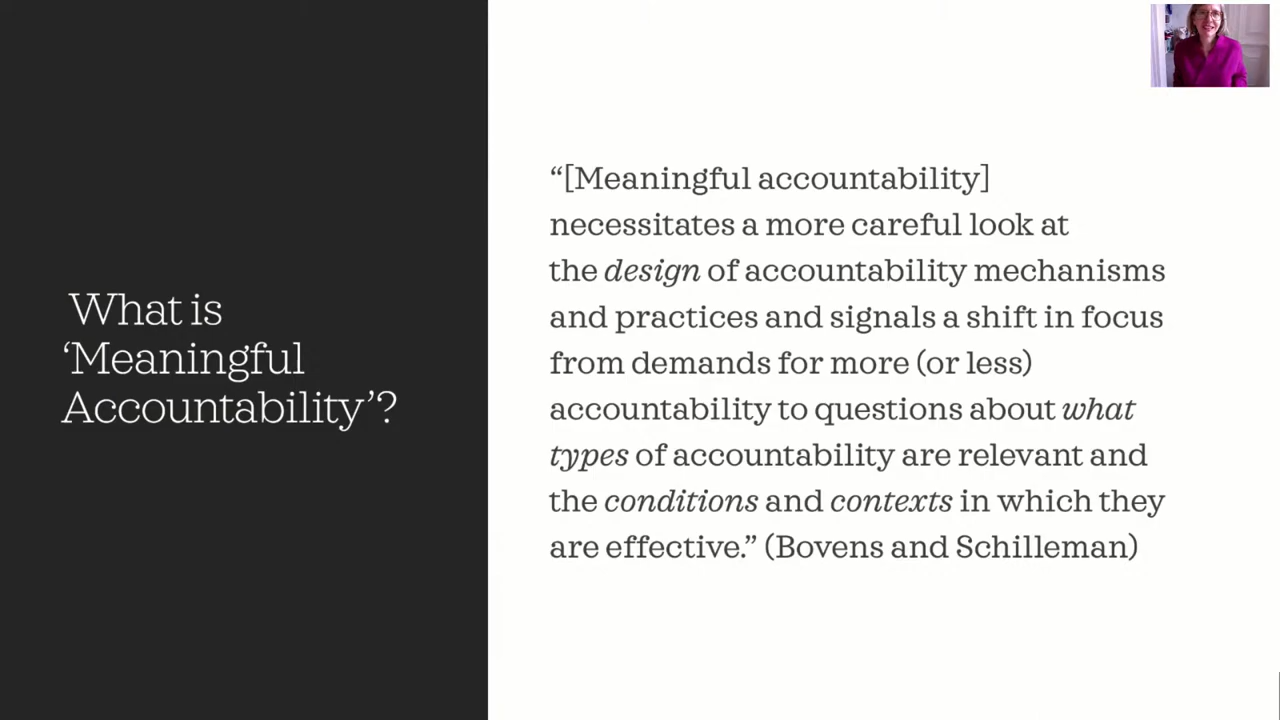 What is
‘Meaningful
Accountability’?
“[Meaningful accountability]
necessitates a more careful look at
the design of accountability mechanisms
and practices and signals a shift in focus
from demands for more (or less)
accountability to questions about what
types of accountability are relevant and
the conditions and contexts in which they
are effective.” (Bovens and Schilleman)